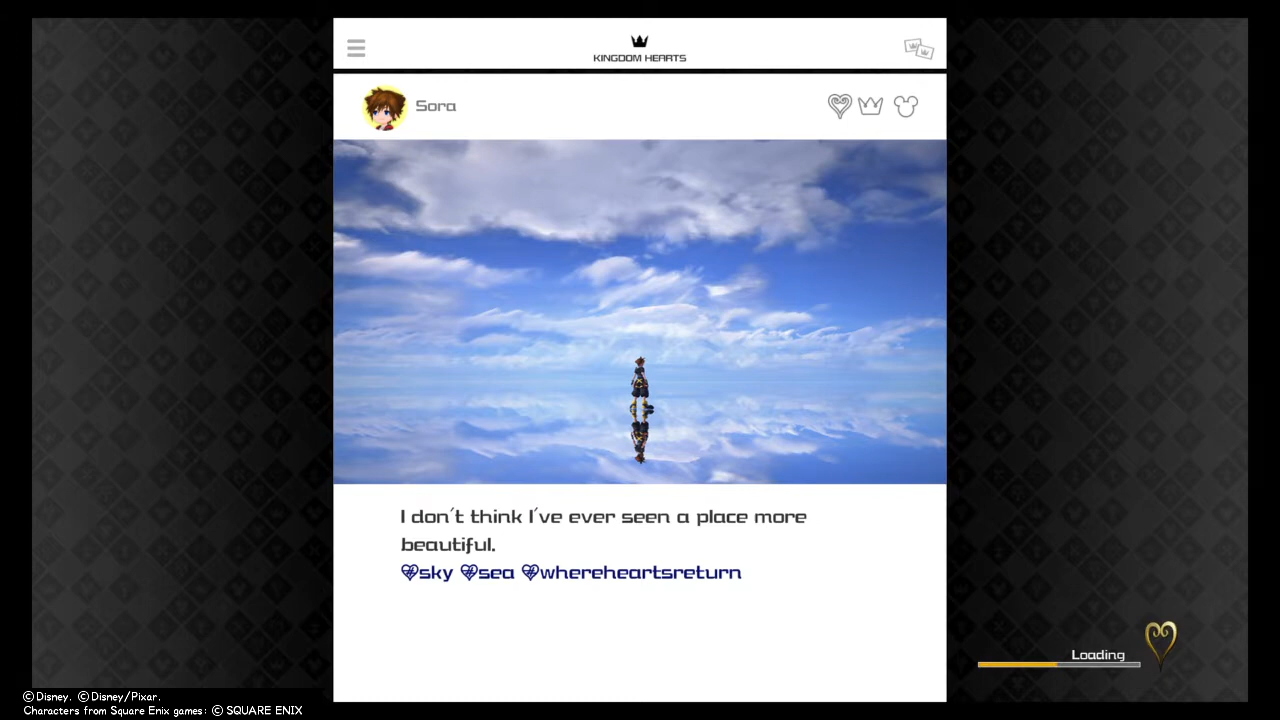 KINGDOM HEARTS
Sora
I don't think I've ever seen a place more
beautiful.
#sky #sea #whereheartsreturn
Loading
©Disney. ©Disney/Pixar.
Characters from Square Enix games: © SQUARE ENIX